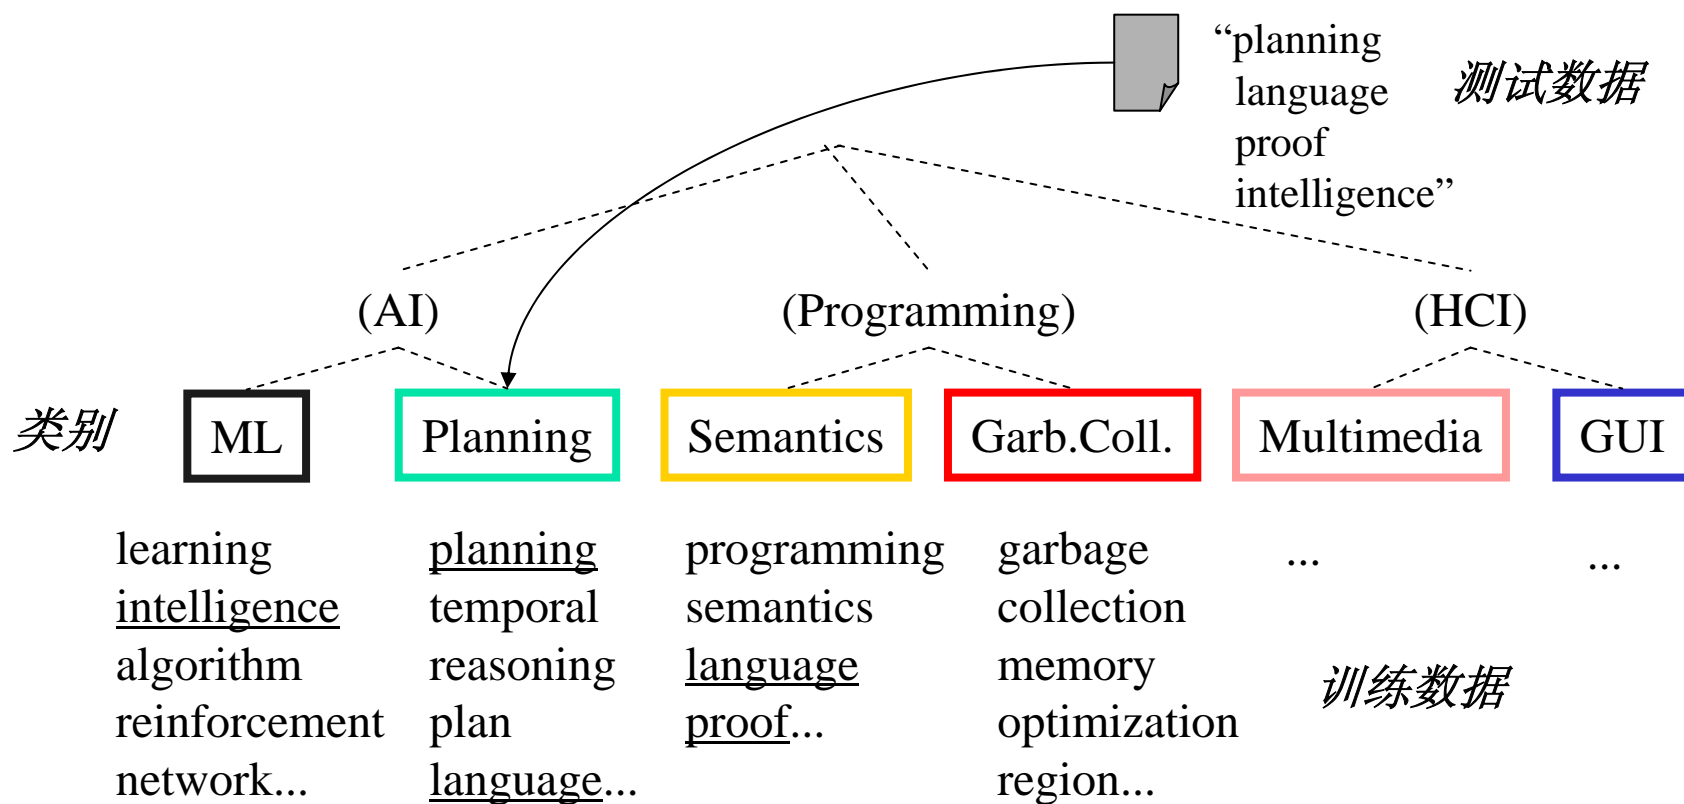 “planning
language
proof
intelligence”
测试数据
(AI)
(Programming)
(HCI)
类别
ML
Planning
Semantics
Garb.Coll.
Multimedia
GUI
learning
intelligence
algorithm
reinforcement
network...
planning
temporal
reasoning
plan
language...
programming
semantics
language
proof...
garbage
collection
memory
optimization
region...
...
...
训练数据